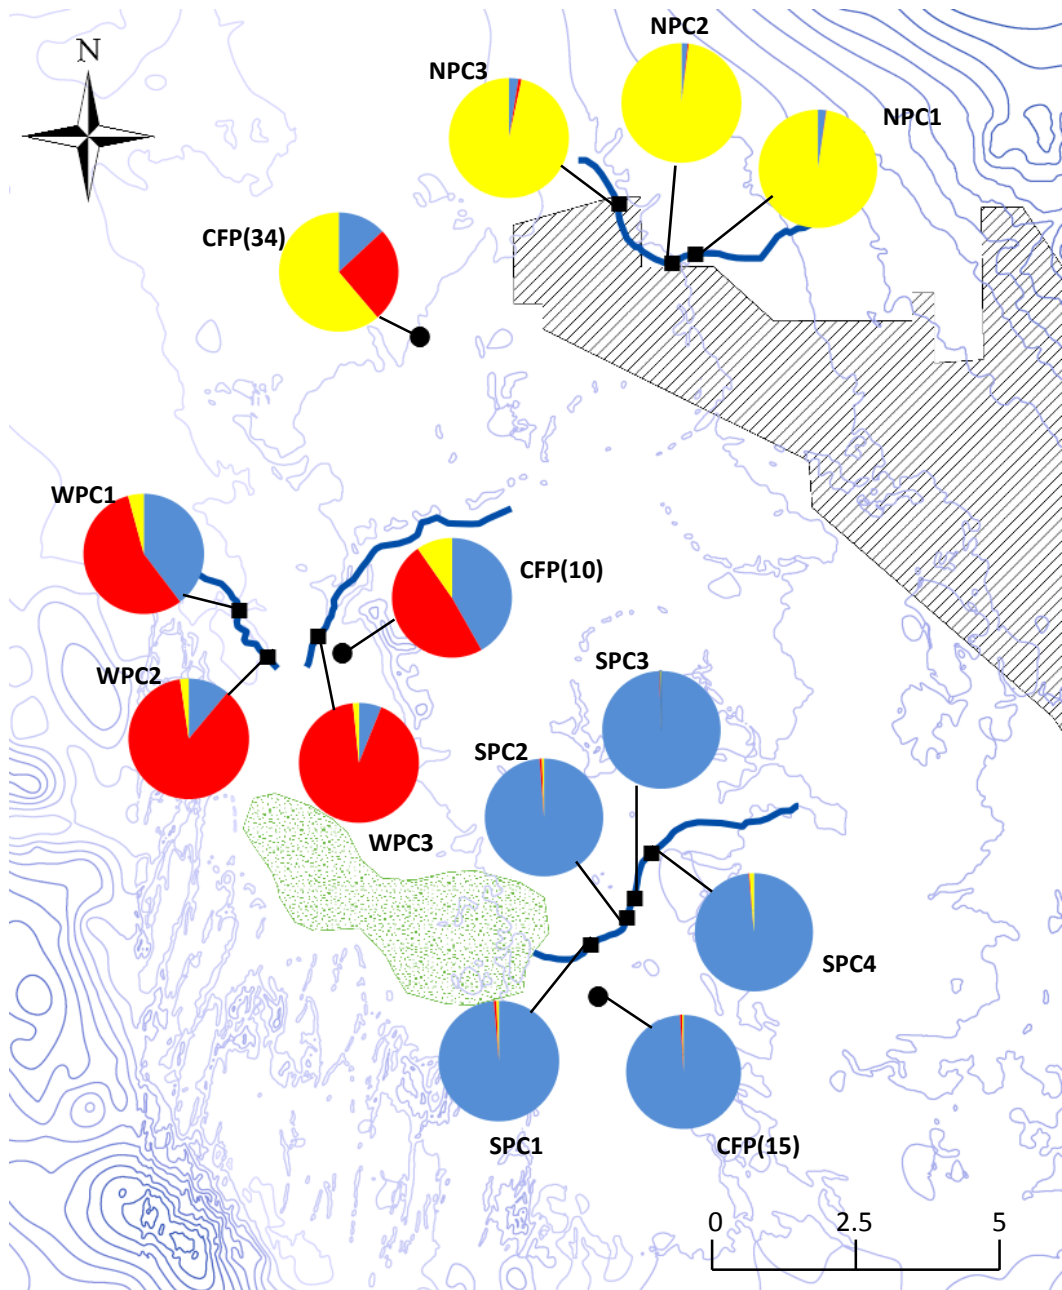 NPC2
N
NPC3
NPC1
CFP(34)
WPC1
CFP(10)
SPC3
WPC2
SPC2
WPC3
SPC4
SPC1
CFP(15)
0 2.5 5